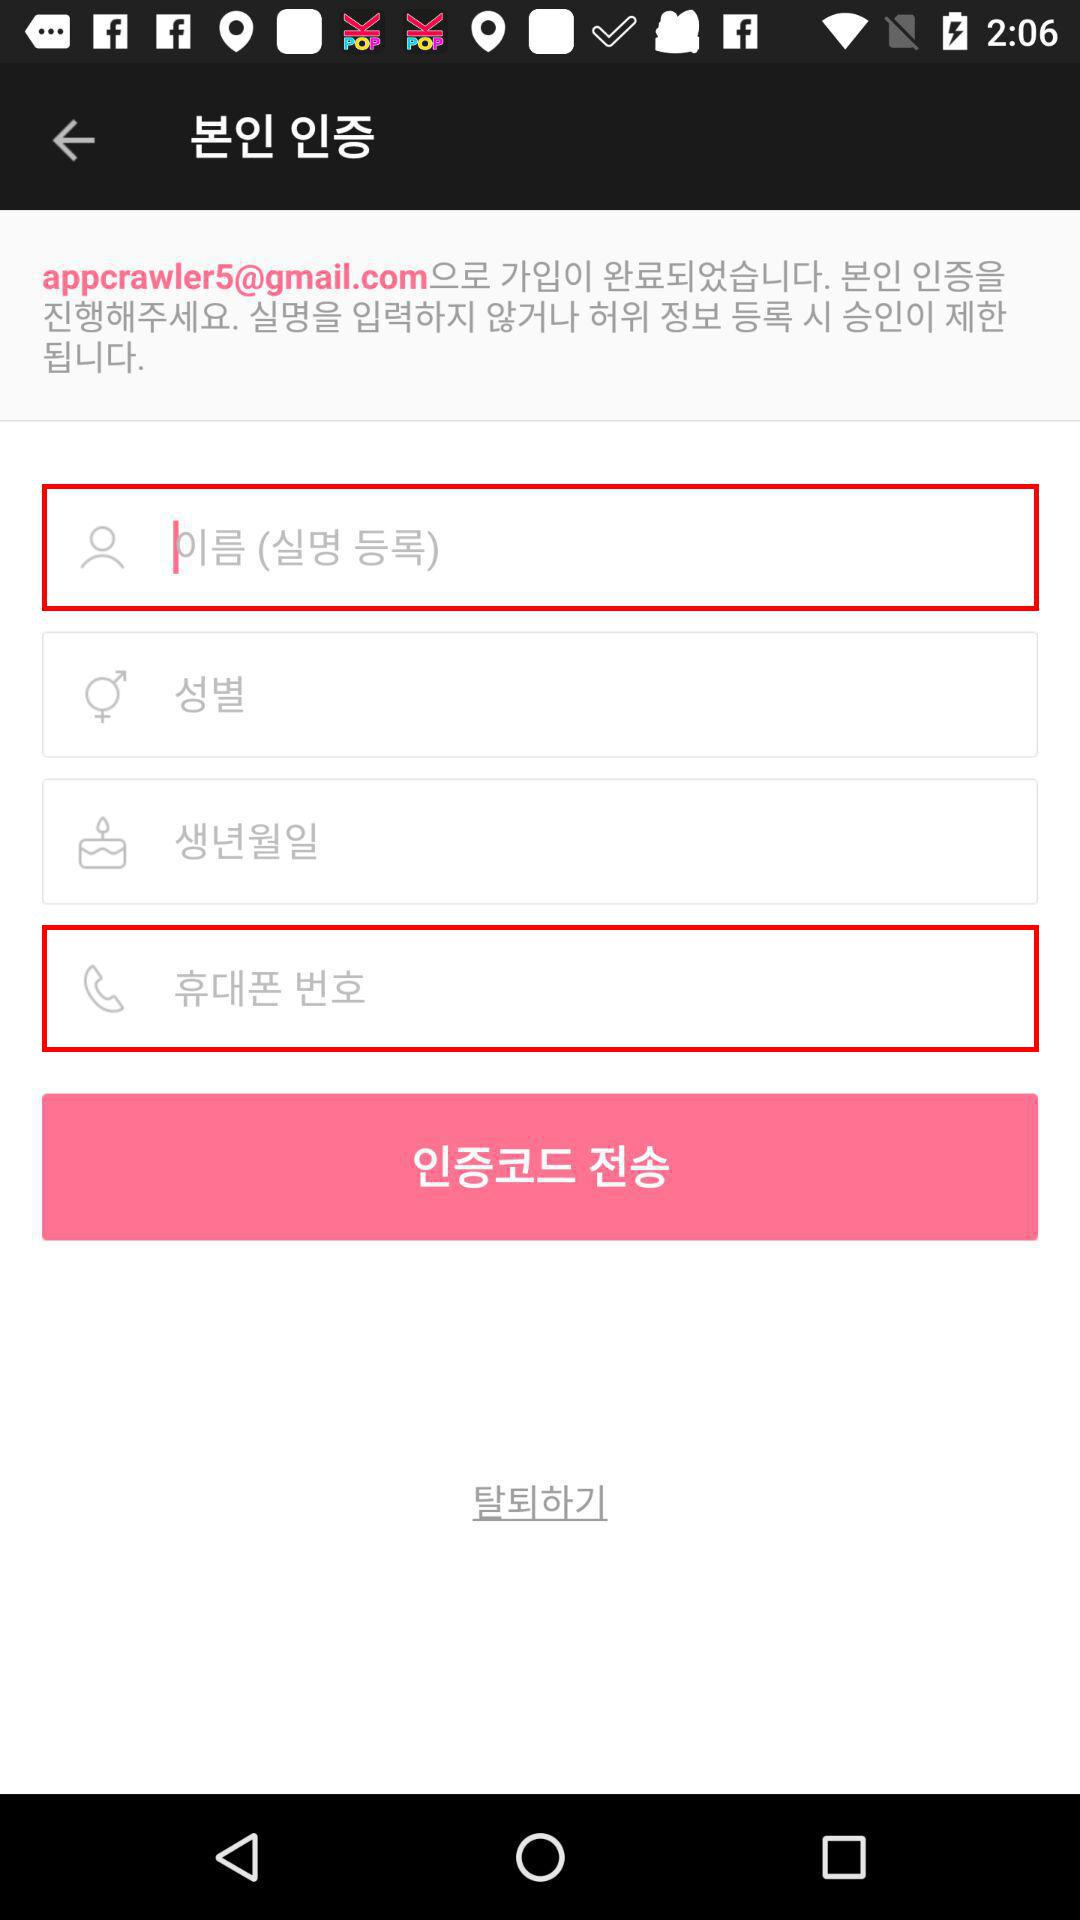 POP POP 2:06
본인 인증
appcrawler5@gmail.com으로 가입이 완료되었습니다. 본인 인증을
진행해주세요. 실명을 입력하지 않거나 허위 정보 등록 시 승인이 제한
됩니다.
이름 (실명 등록)
성별
생년월일
휴대폰 번호
인증코드 전송
탈퇴하기